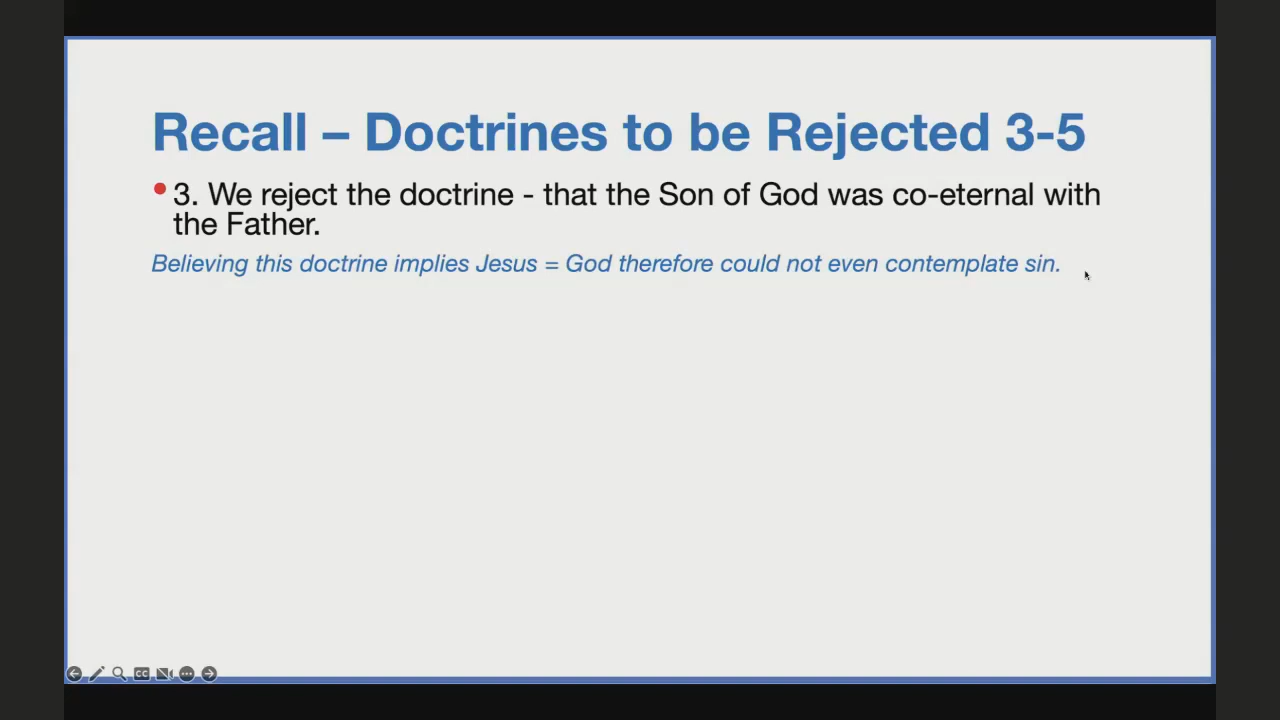 Recall – Doctrines to be Rejected 3-5
3. We reject the doctrine - that the Son of God was co-eternal with
the Father.
Believing this doctrine implies Jesus = God therefore could not even contemplate sin.
CC